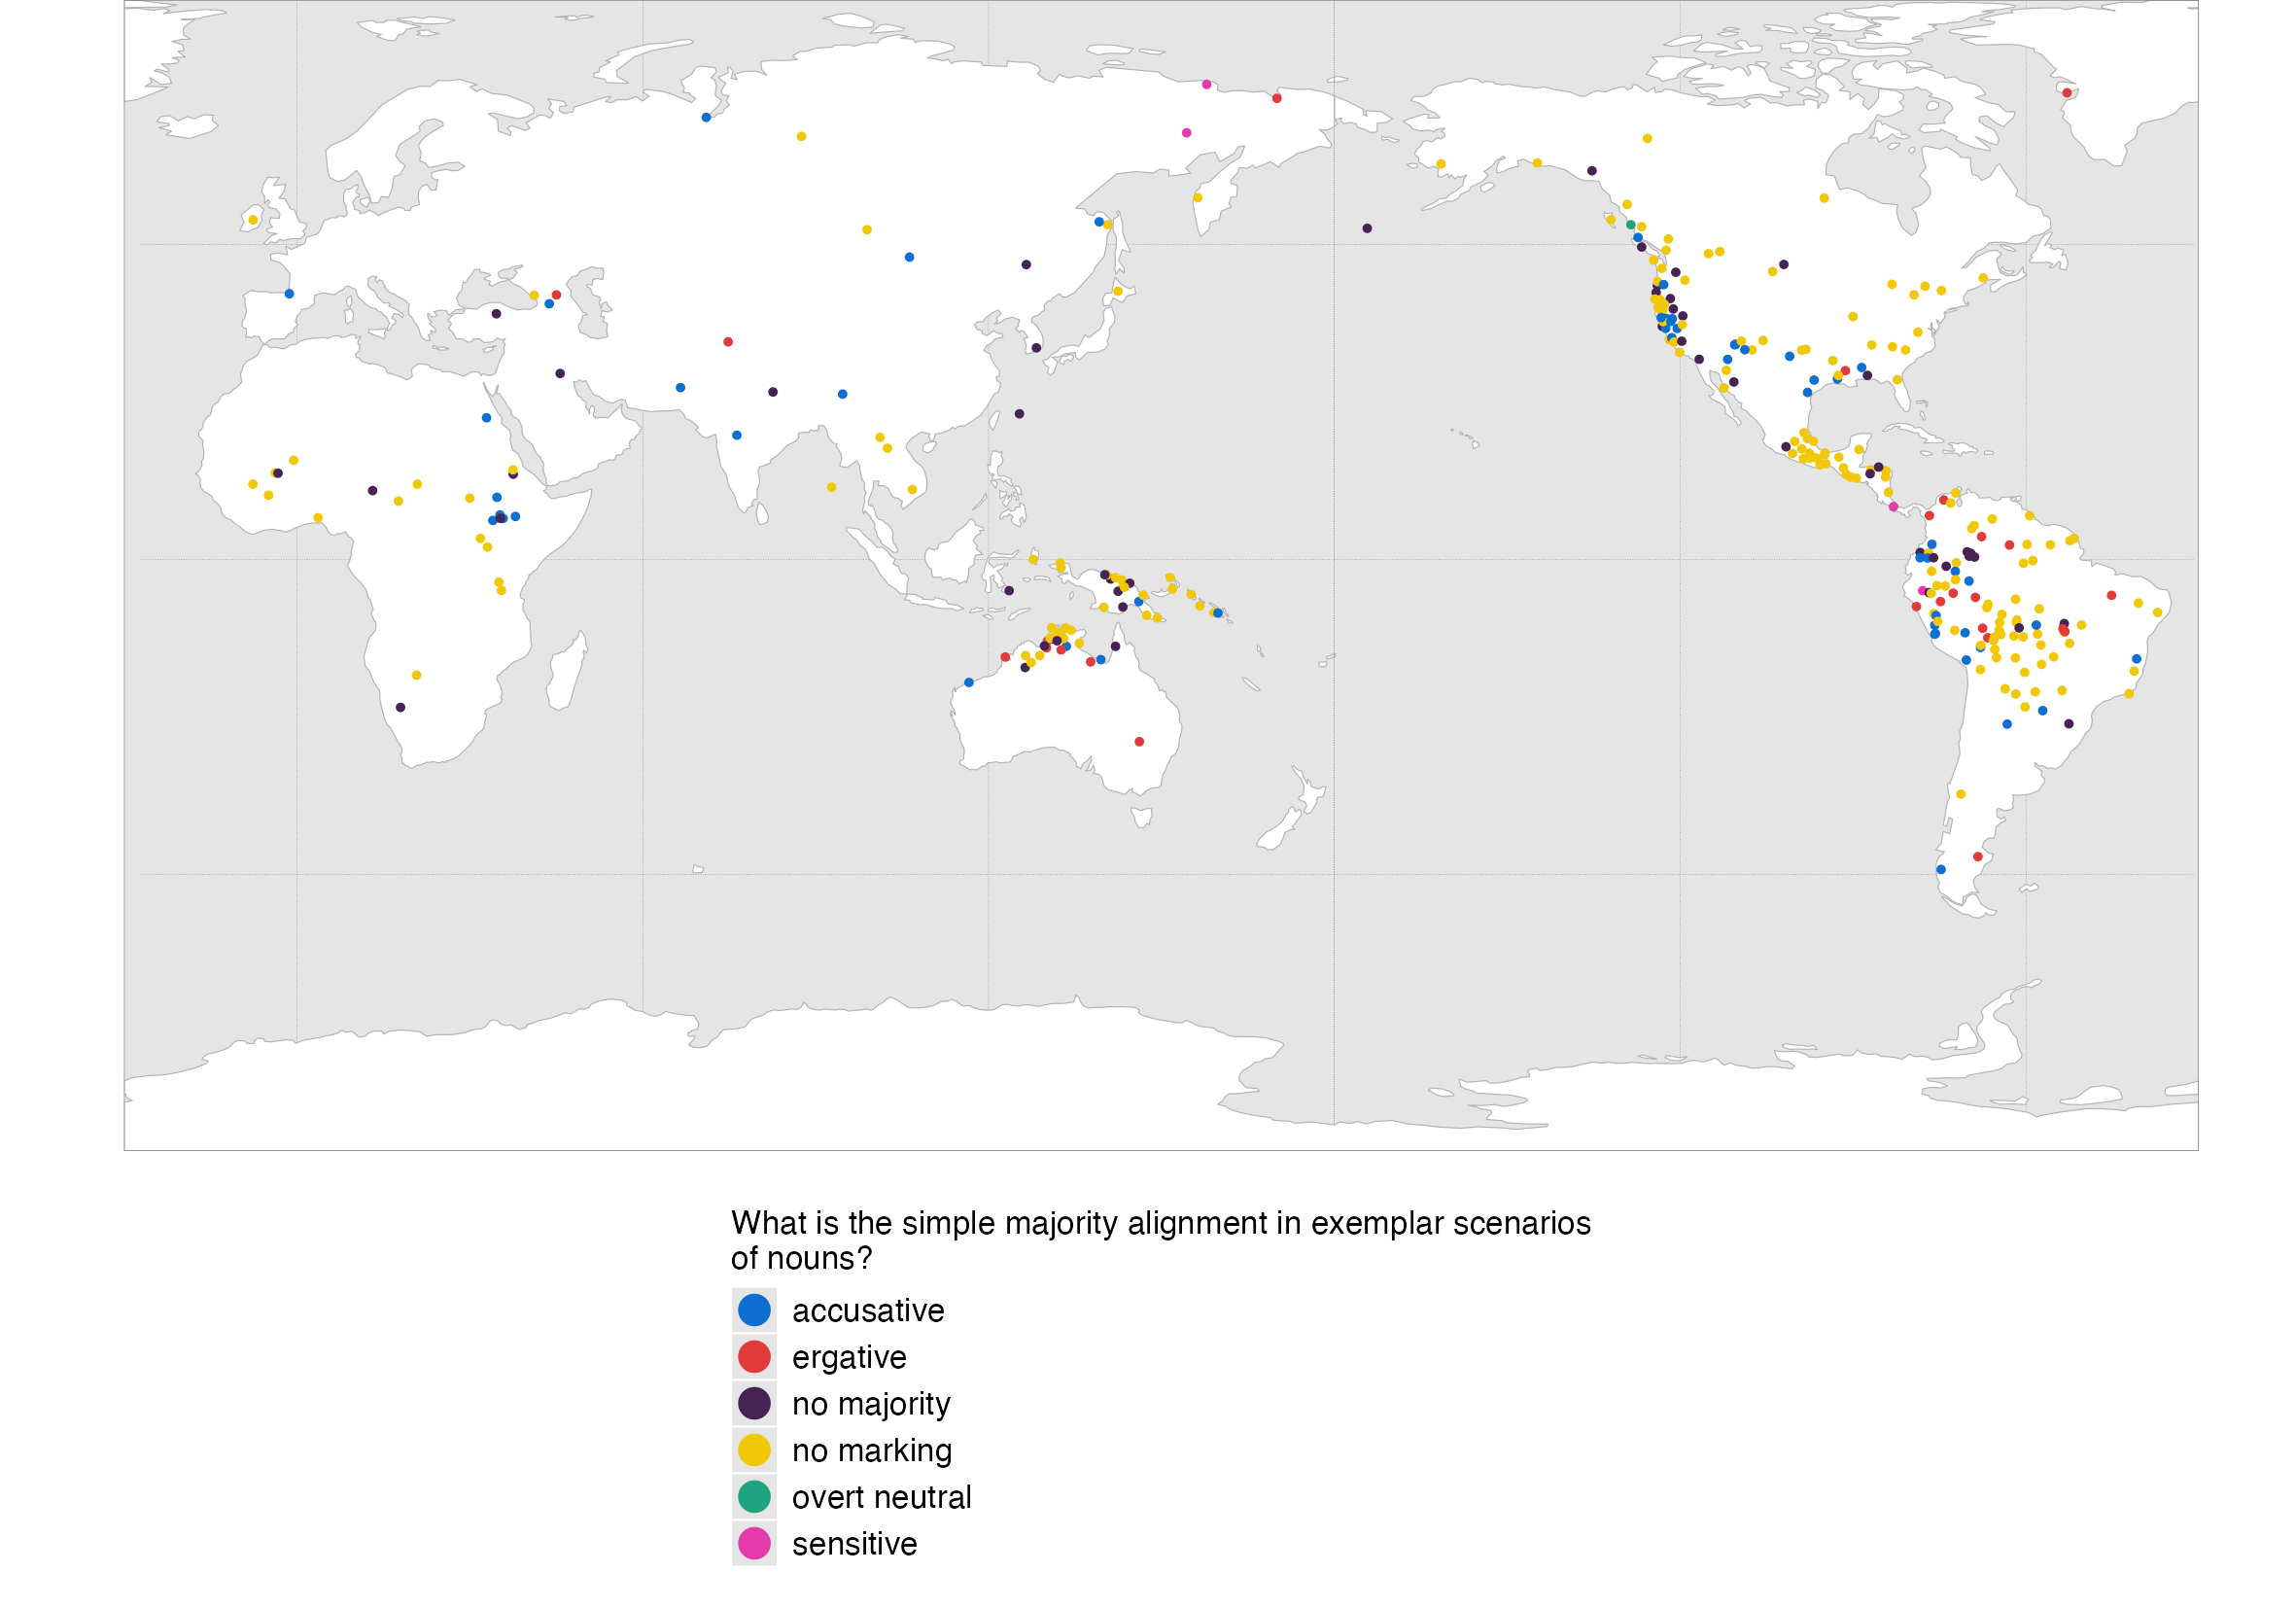 What is the simple majority alignment in exemplar scenarios
of nouns?
accusative
ergative
no majority
no marking
overt neutral
sensitive